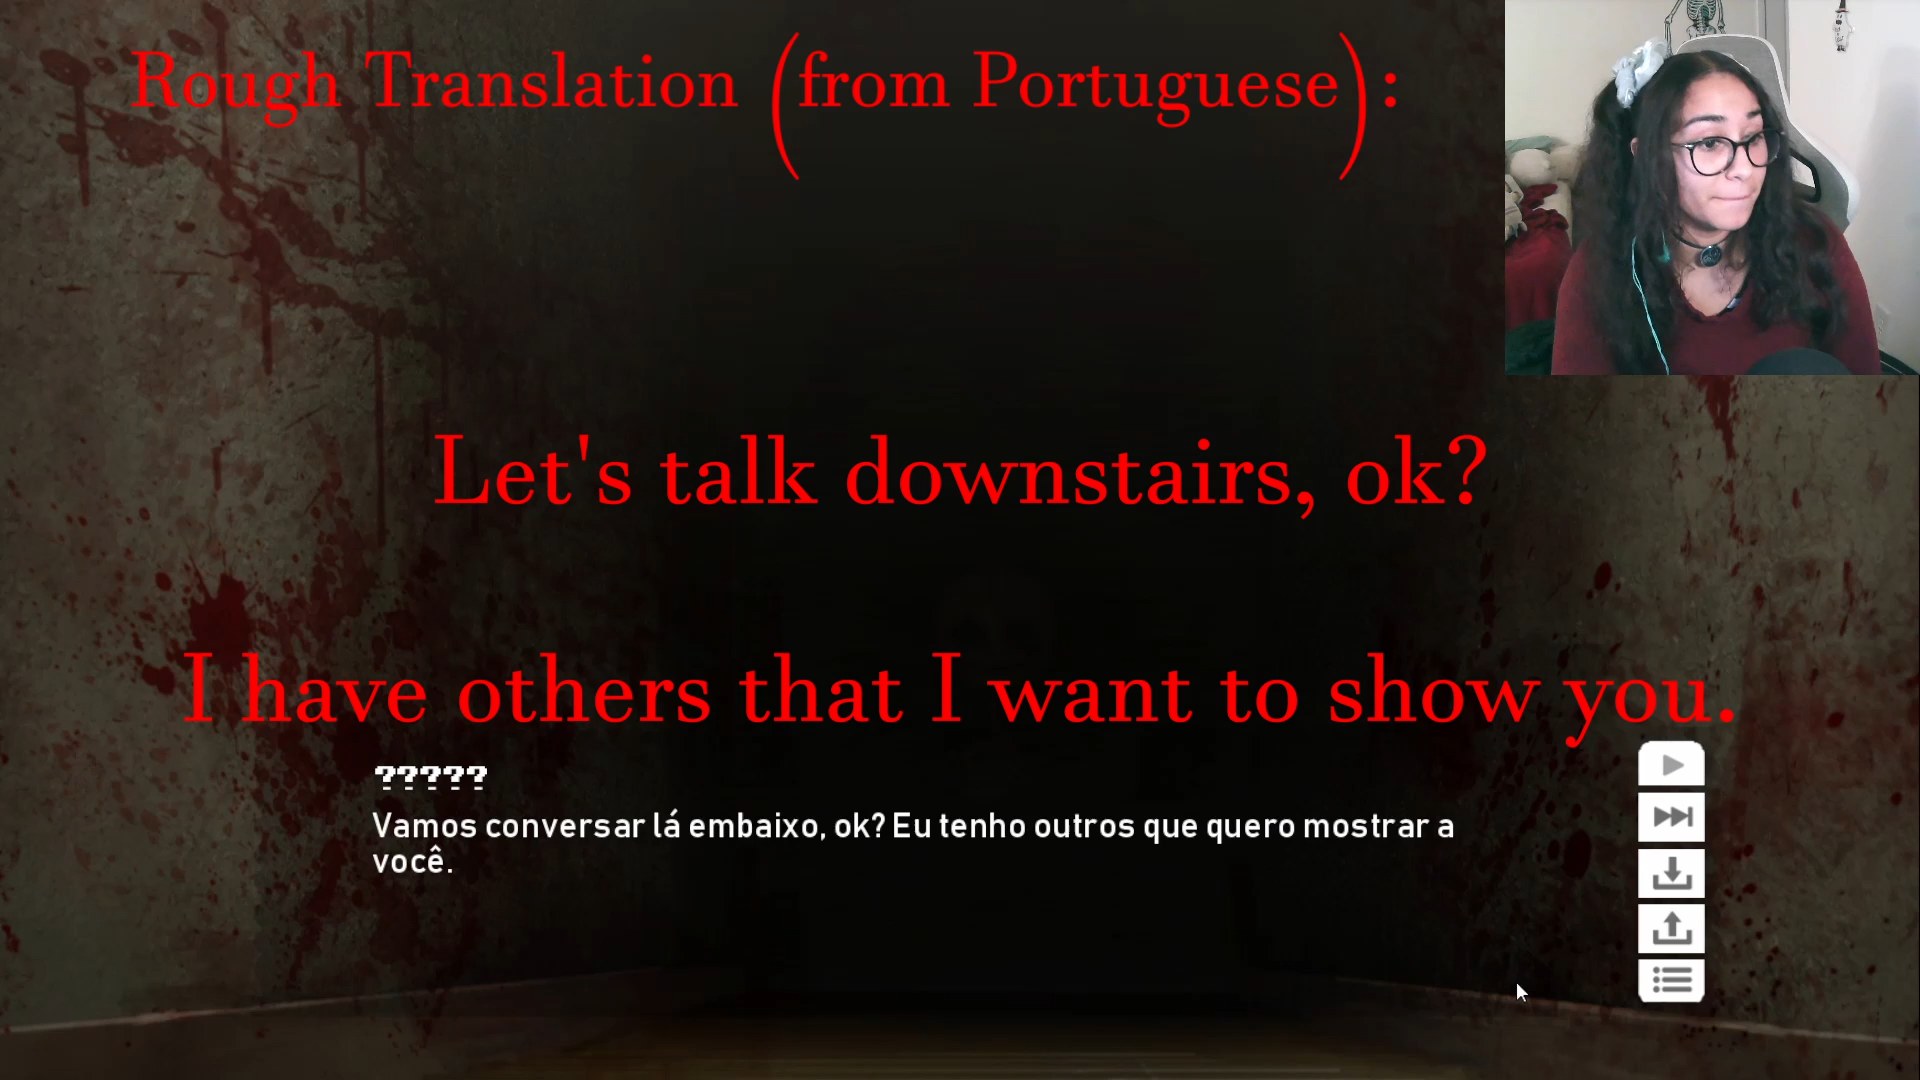 Rough Translation (from Portuguese):
Let's talk downstairs, ok?
I have others that I want to show you.
?????
Vamos conversar lá embaixo, ok? Eu tenho outros que quero mostrar a
você.